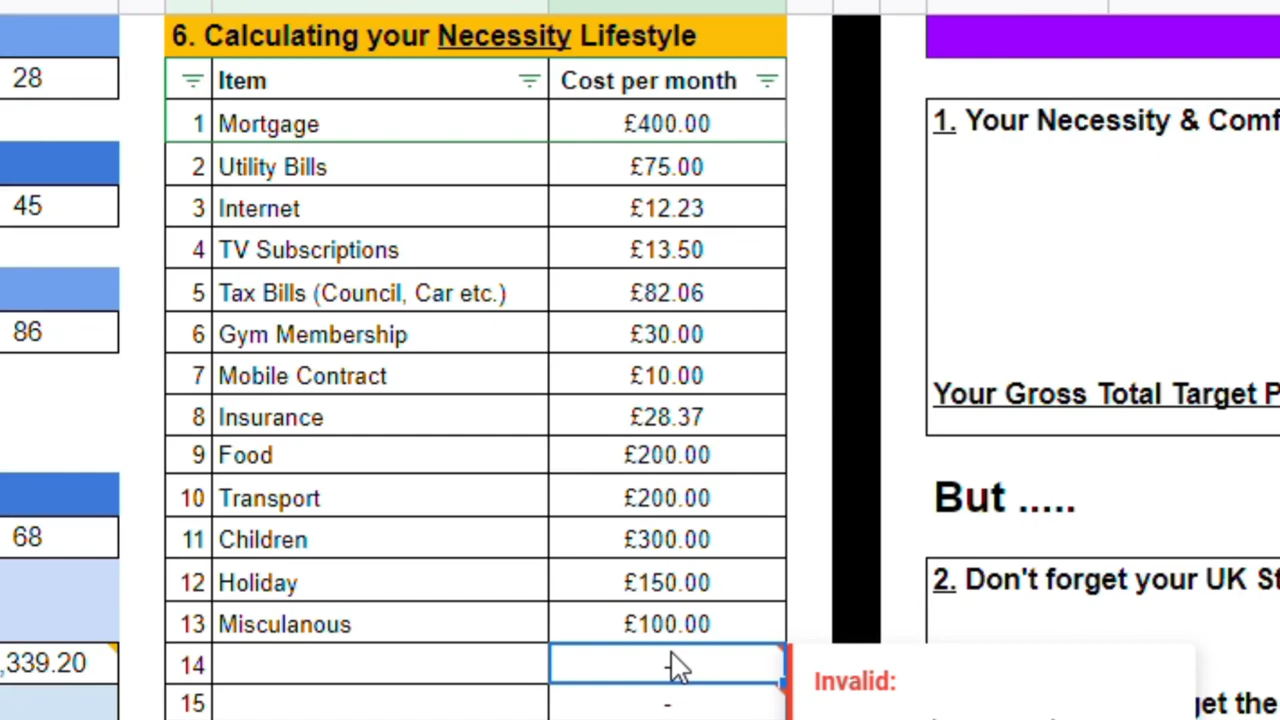 6. Calculating your Necessity Lifestyle
28
Item Cost per month
1 Mortgage £400.00
2 Utility Bills £75.00
3 Internet £12.23
4 TV Subscriptions £13.50
5 Tax Bills (Council, Car etc.) £82.06
6 Gym Membership £30.00
7 Mobile Contract £10.00
8 Insurance £28.37
9 Food £200.00
10 Transport £200.00
11 Children £300.00
12 Holiday £150.00
13 Misculanous £100.00
14 -
15 -
45
86
68
,339.20
1. Your Necessity & Comf
Your Gross Total Target P
But .....
2. Don't forget your UK St
Invalid:
get the